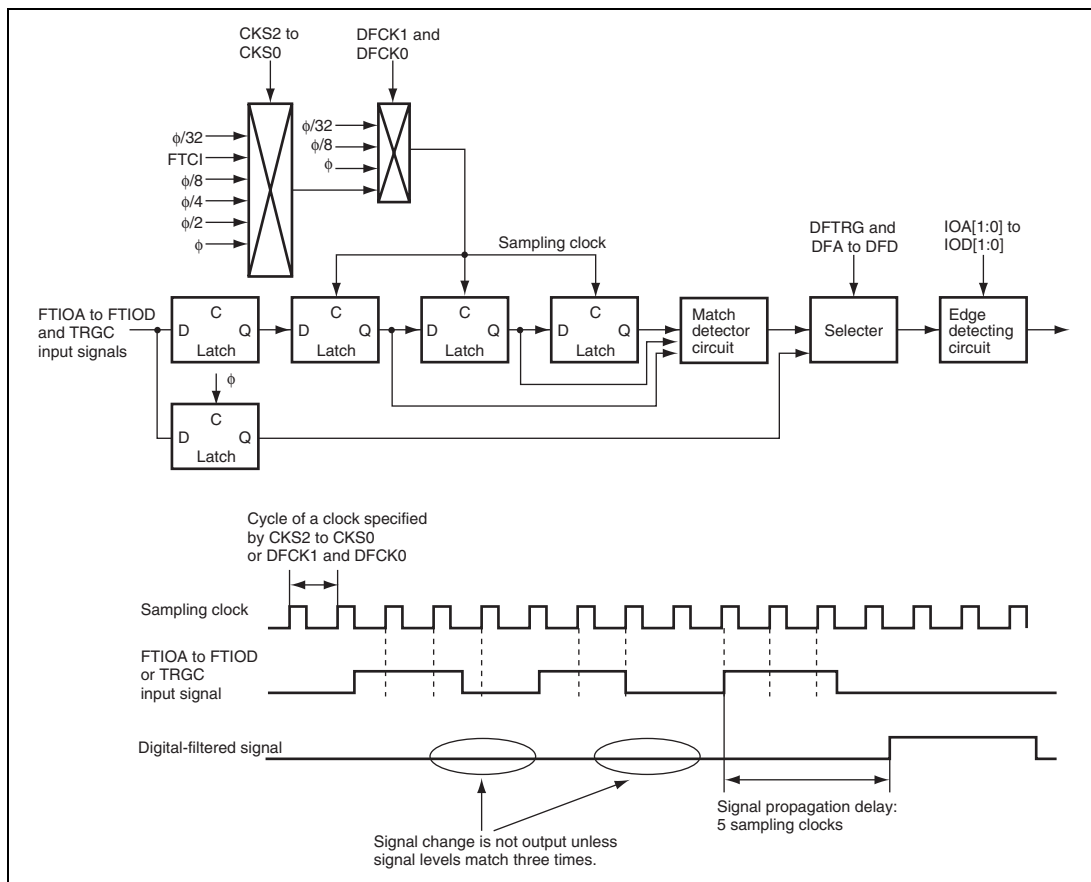 CKS2 to
CKS0
DFCK1 and
DFCK0
ϕ/32
FTCI
ϕ/8
ϕ/4
ϕ/2
ϕ
ϕ/32
ϕ/8
ϕ
Sampling clock
DFTRG and
DFA to DFD
IOA[1:0] to
IOD[1:0]
FTIOA to FTIOD
and TRGC
input signals
C
D Q
Latch
C
D Q
Latch
C
D Q
Latch
C
D Q
Latch
Match
detector
circuit
Selecter
Edge
detecting
circuit
ϕ
C
D Q
Latch
Cycle of a clock specified
by CKS2 to CKS0
or DFCK1 and DFCK0
Sampling clock
FTIOA to FTIOD
or TRGC
input signal
Digital-filtered signal
Signal change is not output unless
signal levels match three times.
Signal propagation delay:
5 sampling clocks